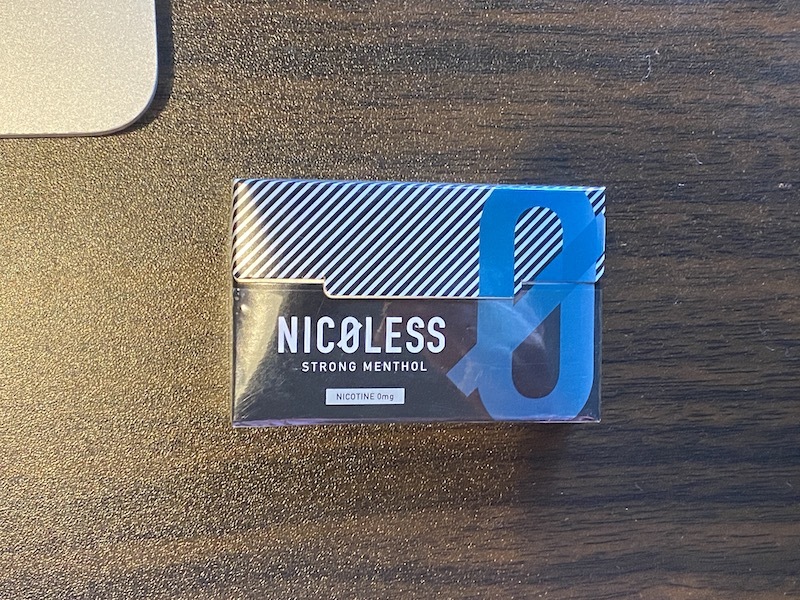 NICØLESS
STRONG MENTHOL
NICOTINE 0mg